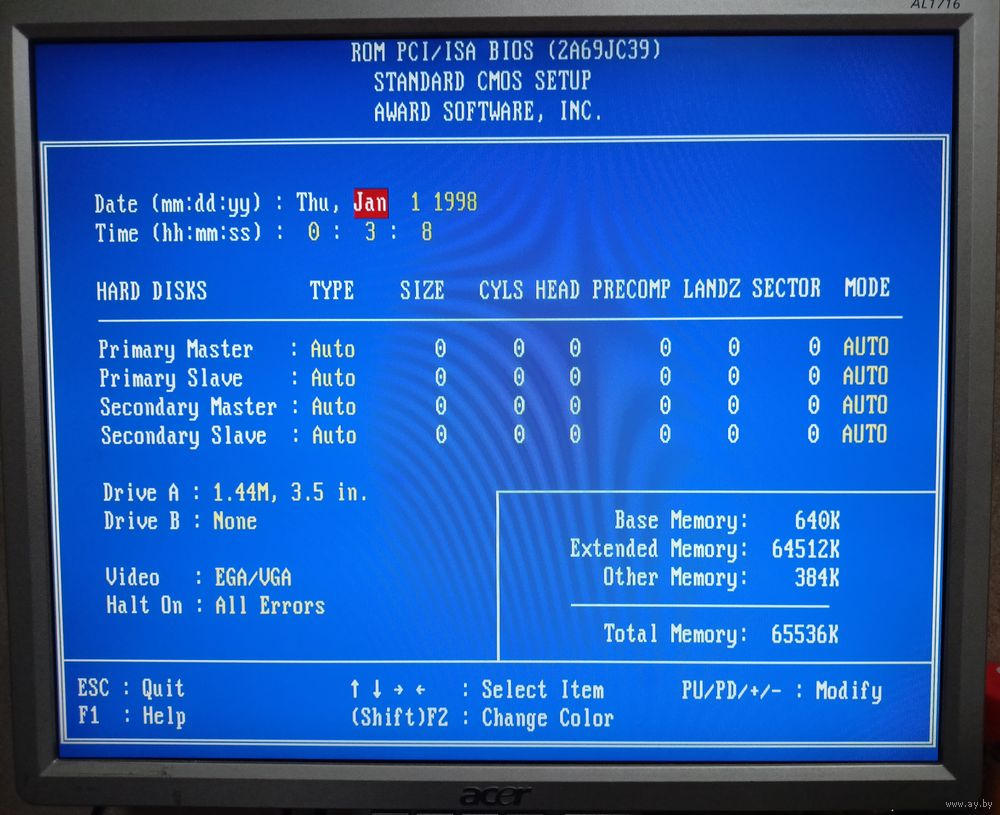 AL1716
ROM PCI/ISA BIOS (2A69JC39)
STANDARD CMOS SETUP
AWARD SOFTWARE, INC.
Date (mm:dd:yy) : Thu, Jan 1 1998
Time (hh:mm:ss) : 0 : 3 : 8
HARD DISKS TYPE SIZE CYLS HEAD PRECOMP LANDZ SECTOR MODE
Primary Master : Auto 0 0 0 0 0 0 AUTO
Primary Slave : Auto 0 0 0 0 0 0 AUTO
Secondary Master : Auto 0 0 0 0 0 0 AUTO
Secondary Slave : Auto 0 0 0 0 0 0 AUTO
Drive A : 1.44M, 3.5 in.
Drive B : None
Video : EGA/VGA
Halt On : All Errors
Base Memory: 640K
Extended Memory: 64512K
Other Memory: 384K
Total Memory: 65536K
ESC : Quit ↑ ↓ → ← : Select Item PU/PD/+/- : Modify
F1 : Help (Shift)F2 : Change Color
acer
www.ay.by